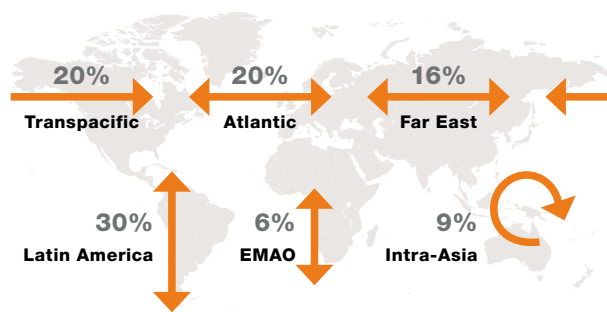 20%
Transpacific
20%
Atlantic
16%
Far East
30%
Latin America
6%
EMAO
9%
Intra-Asia